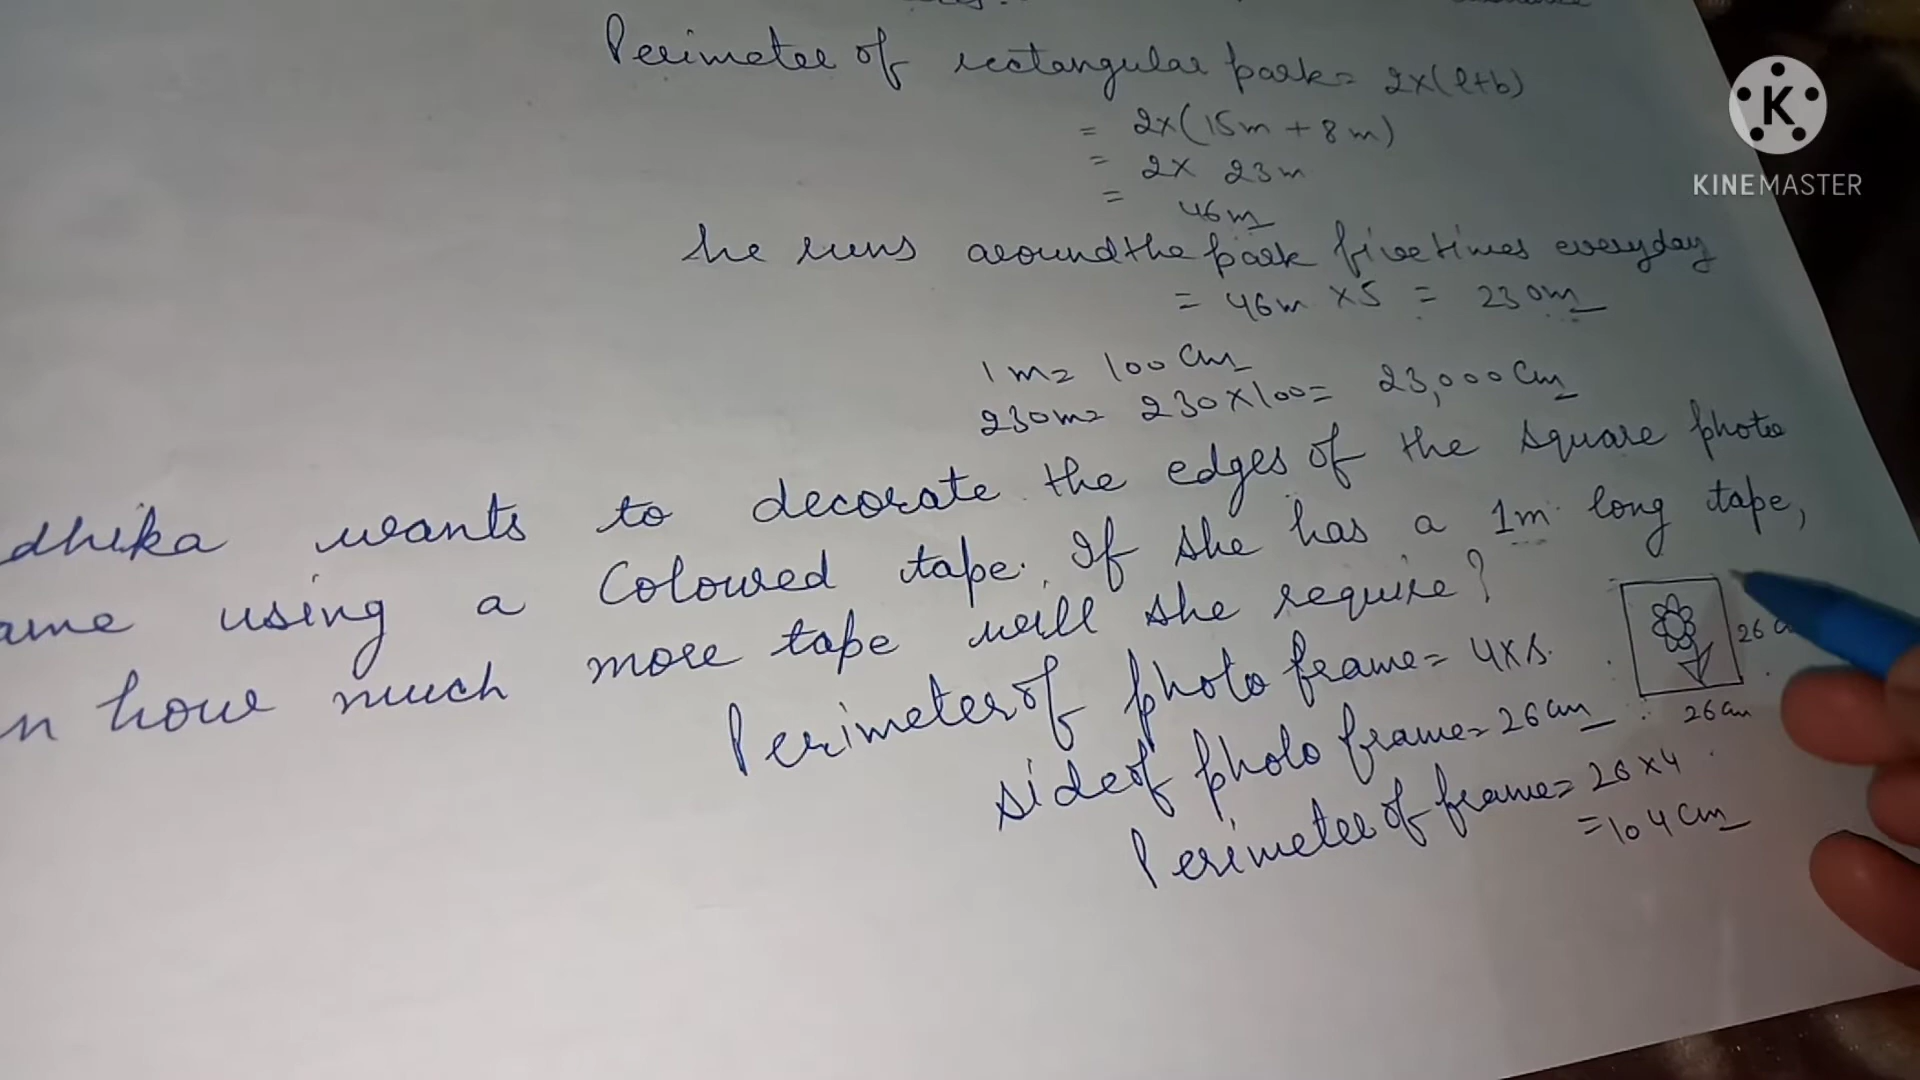 Perimeter of rectangular park= 2x(l+b)
= 2x(15m + 8m)
= 2x 23m
= 46m
he runs around the park five times everyday
= 46m x5 = 230m
1m= 100 cm
230m= 230x100= 23,000 cm
dhika wants to decorate the edges of the square photo
ame using a Coloured tape. If she has a 1m long tape,
n how much more tape will she require?
Perimeter of photo frame= 4xs.
side of photo frame= 26 cm
Perimeter of frame= 26 x 4
=104 cm
26 c
26 cm
K
KINEMASTER